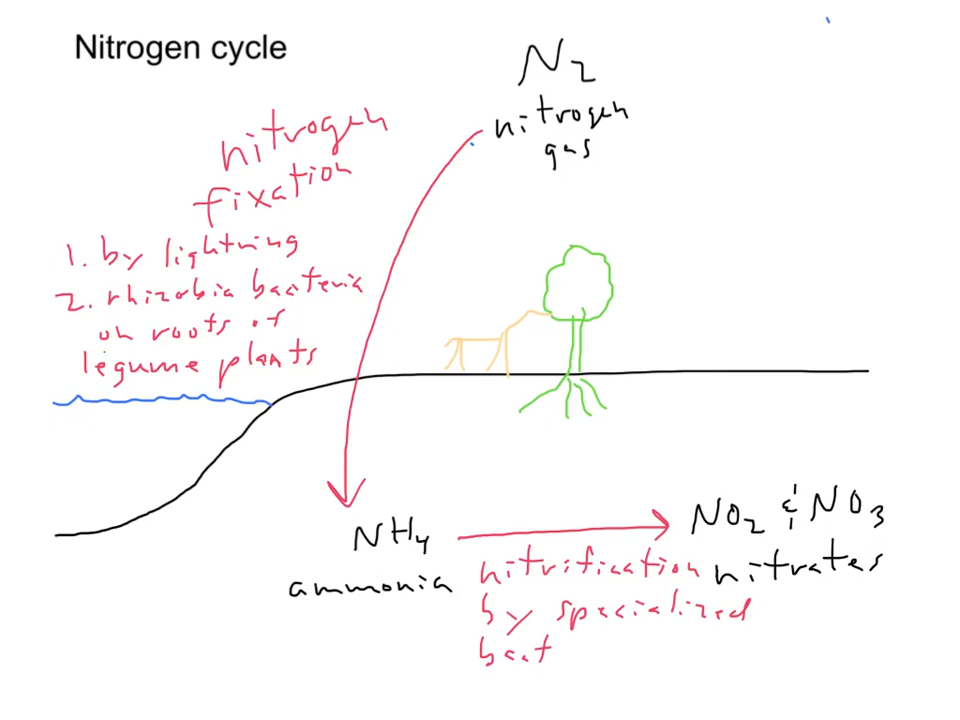 Nitrogen cycle
N2
nitrogen
gas
nitrogen
fixation
1. by lightning
2. rhizobia bacteria
on roots of
legume plants
NH4
ammonia
NO2 & NO3
nitrates
nitrification
by specialized
bact